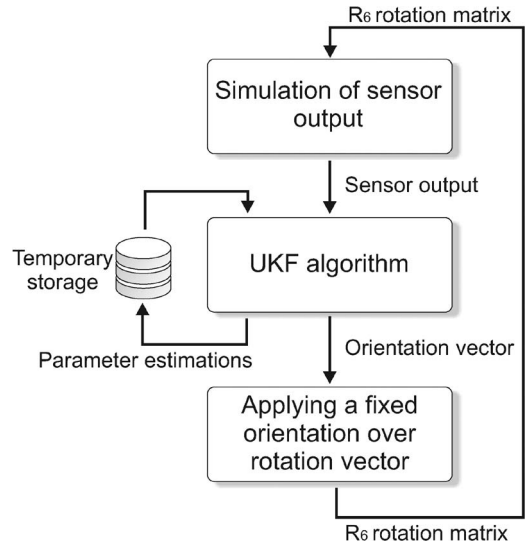 R₆ rotation matrix
Simulation of sensor
output
Sensor output
Temporary
storage
UKF algorithm
Parameter estimations
Orientation vector
Applying a fixed
orientation over
rotation vector
R₆ rotation matrix